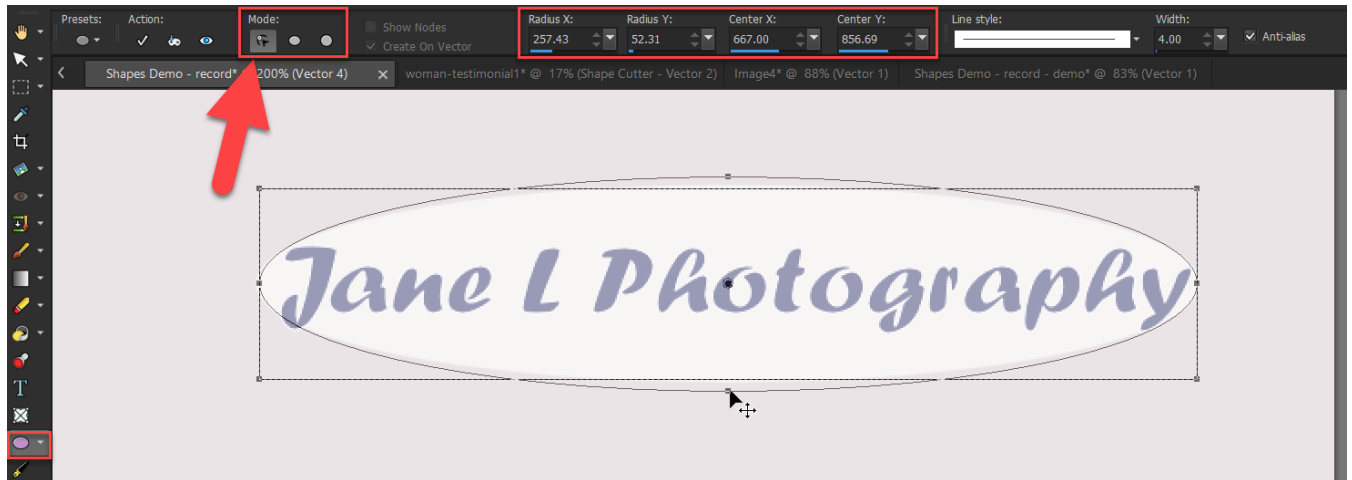 Presets: Action: Mode: Radius X: Radius Y: Center X: Center Y: Line style: Width:
Show Nodes
257.43 52.31 667.00 856.69 4.00 Anti-alias
Create On Vector
Shapes Demo - record* 200% (Vector 4) × woman-testimonial1* @ 17% (Shape Cutter - Vector 2) Image4* @ 88% (Vector 1) Shapes Demo - record - demo* @ 83% (Vector 1)
Jane L Photography
T